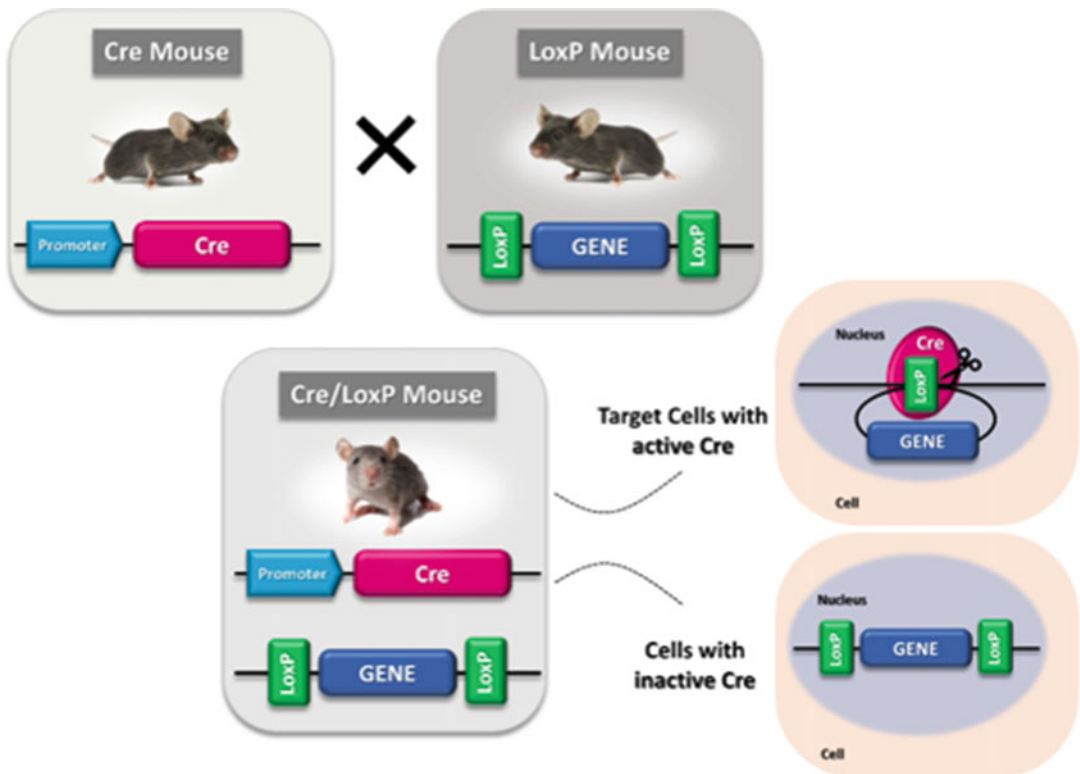 Cre Mouse
LoxP Mouse
Promoter
Cre
LoxP
GENE
LoxP
Cre/LoxP Mouse
Promoter
Cre
LoxP
GENE
LoxP
Target Cells with
active Cre
Nucleus
Cre
LoxP
GENE
Cell
Cells with
inactive Cre
Nucleus
LoxP
GENE
LoxP
Cell